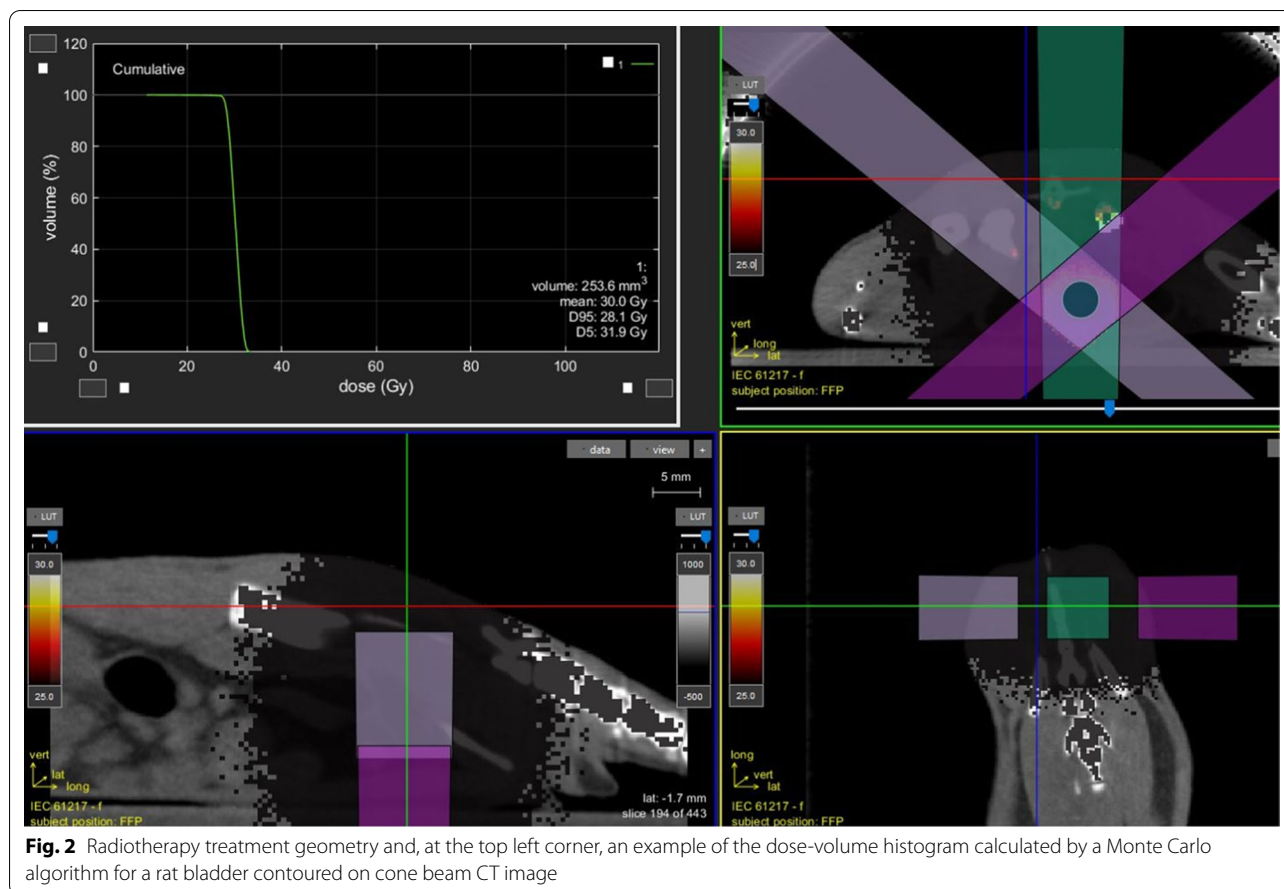 120
100
80
60
40
20
0
volume (%)
Cumulative
1
1:
volume: 253.6 mm³
mean: 30.0 Gy
D95: 28.1 Gy
D5: 31.9 Gy
0 20 40 60 80 100
dose (Gy)
LUT
30.0
25.0
vert
long
lat
IEC 61217 - f
subject position: FFP
data view +
5 mm
LUT
30.0
25.0
LUT
1000
-500
vert
lat
long
IEC 61217 - f
subject position: FFP
lat: -1.7 mm
slice 194 of 443
LUT
30.0
25.0
long
vert
lat
IEC 61217 - f
subject position: FFP
Fig. 2 Radiotherapy treatment geometry and, at the top left corner, an example of the dose-volume histogram calculated by a Monte Carlo
algorithm for a rat bladder contoured on cone beam CT image